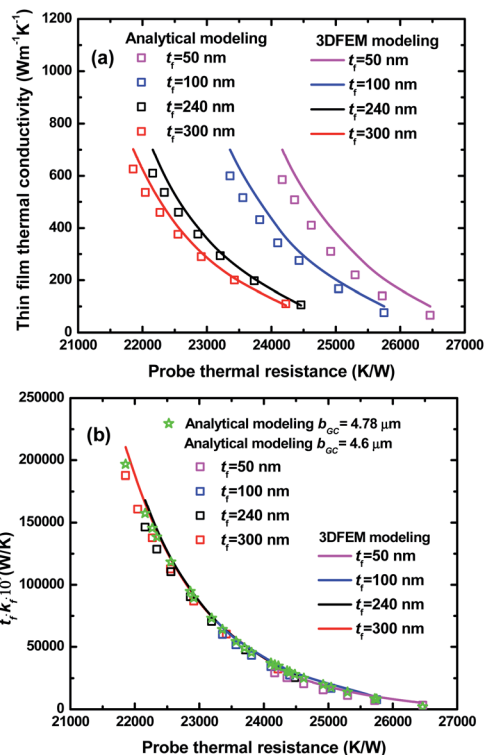 1200
1000
800
600
400
200
0
Thin film thermal conductivity (Wm⁻¹K⁻¹)
(a)
Analytical modeling
t_f=50 nm
t_f=100 nm
t_f=240 nm
t_f=300 nm
3DFEM modeling
t_f=50 nm
t_f=100 nm
t_f=240 nm
t_f=300 nm
21000 22000 23000 24000 25000 26000 27000
Probe thermal resistance (K/W)
250000
200000
150000
100000
50000
0
(b)
Analytical modeling b_GC= 4.78 μm
Analytical modeling b_GC= 4.6 μm
t_f=50 nm
t_f=100 nm
t_f=240 nm
t_f=300 nm
3DFEM modeling
t_f=50 nm
t_f=100 nm
t_f=240 nm
t_f=300 nm
21000 22000 23000 24000 25000 26000 27000
Probe thermal resistance (K/W)